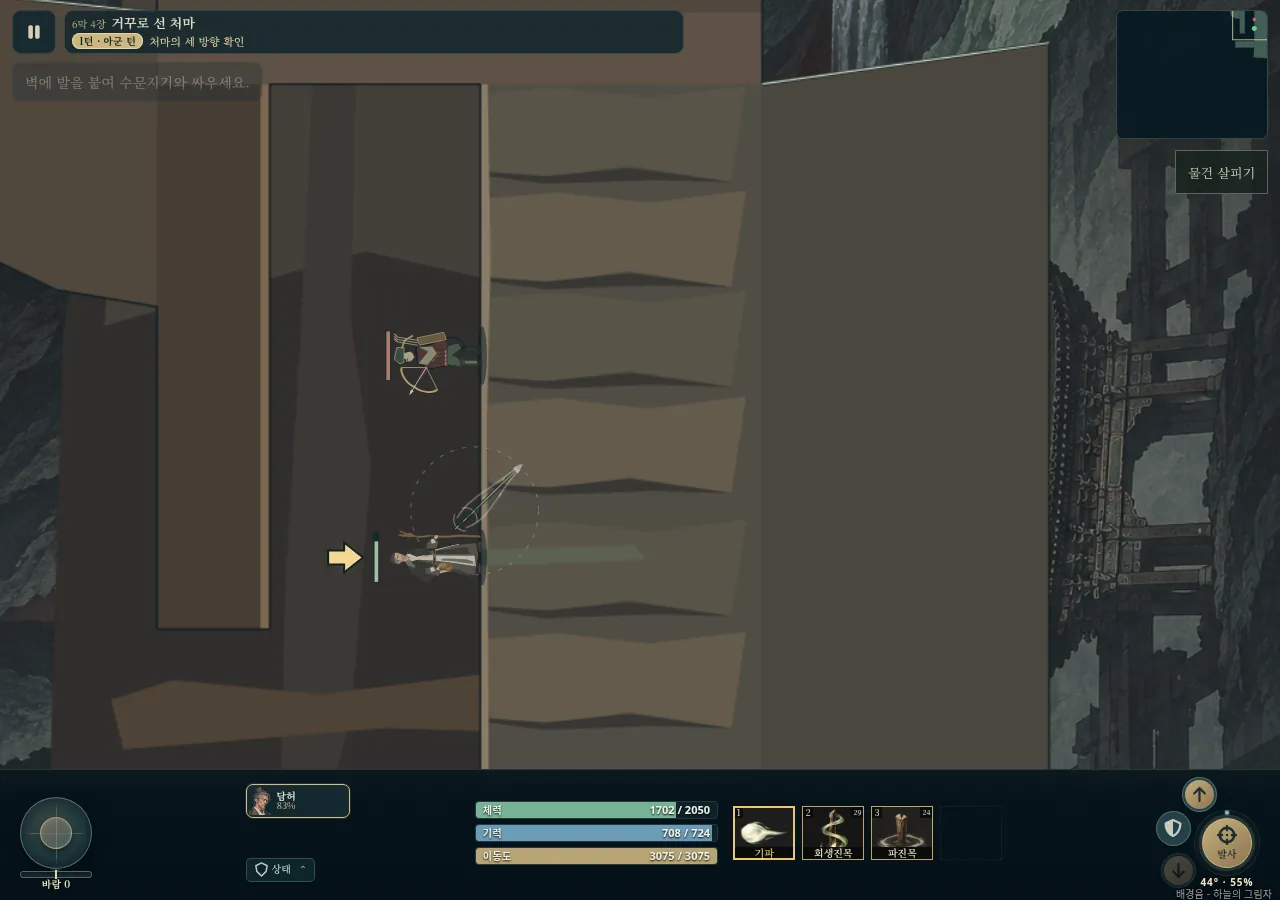 6막 4장 거꾸로 선 처마
1턴 · 아군 턴 처마의 세 방향 확인
벽에 발을 붙여 수문지기와 싸우세요.
물건 살피기
담허
83%
상태
바람 0
체력 1702 / 2050
기력 708 / 724
이동도 3075 / 3075
1 기파
2 29 회생진목
3 24 파진목
발사
44° · 55%
배경음 - 하늘의 그림자